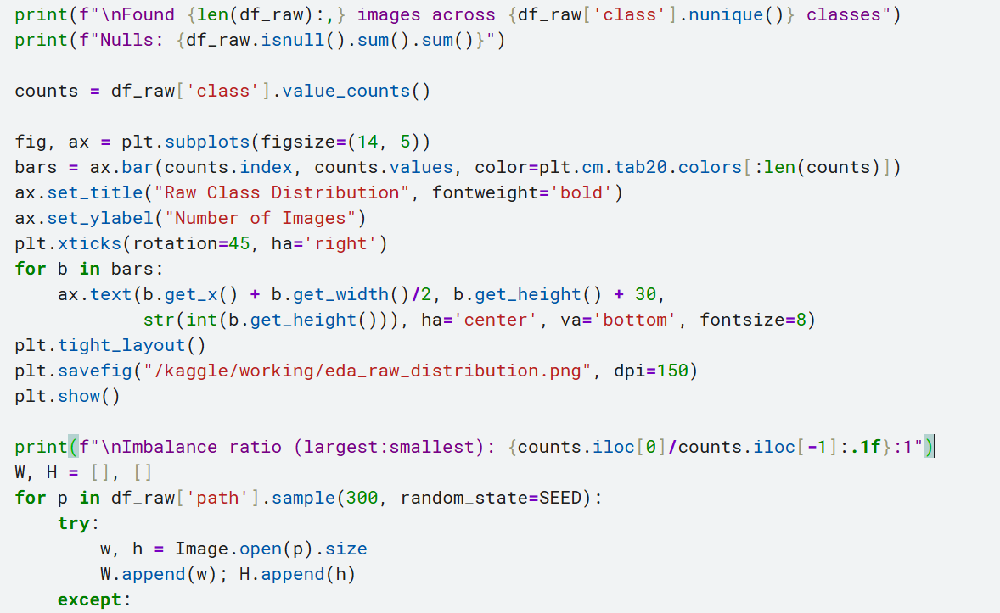 print(f"\nFound {len(df_raw):,} images across {df_raw['class'].nunique()} classes")
print(f"Nulls: {df_raw.isnull().sum().sum()}")

counts = df_raw['class'].value_counts()

fig, ax = plt.subplots(figsize=(14, 5))
bars = ax.bar(counts.index, counts.values, color=plt.cm.tab20.colors[:len(counts)])
ax.set_title("Raw Class Distribution", fontweight='bold')
ax.set_ylabel("Number of Images")
plt.xticks(rotation=45, ha='right')
for b in bars:
    ax.text(b.get_x() + b.get_width()/2, b.get_height() + 30,
            str(int(b.get_height())), ha='center', va='bottom', fontsize=8)
plt.tight_layout()
plt.savefig("/kaggle/working/eda_raw_distribution.png", dpi=150)
plt.show()

print(f"\nImbalance ratio (largest:smallest): {counts.iloc[0]/counts.iloc[-1]:.1f}:1")
W, H = [], []
for p in df_raw['path'].sample(300, random_state=SEED):
    try:
        w, h = Image.open(p).size
        W.append(w); H.append(h)
    except: